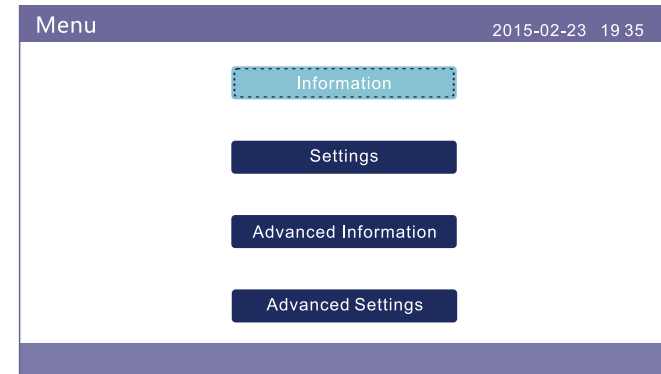 Menu
2015-02-23 19 35
Information
Settings
Advanced Information
Advanced Settings